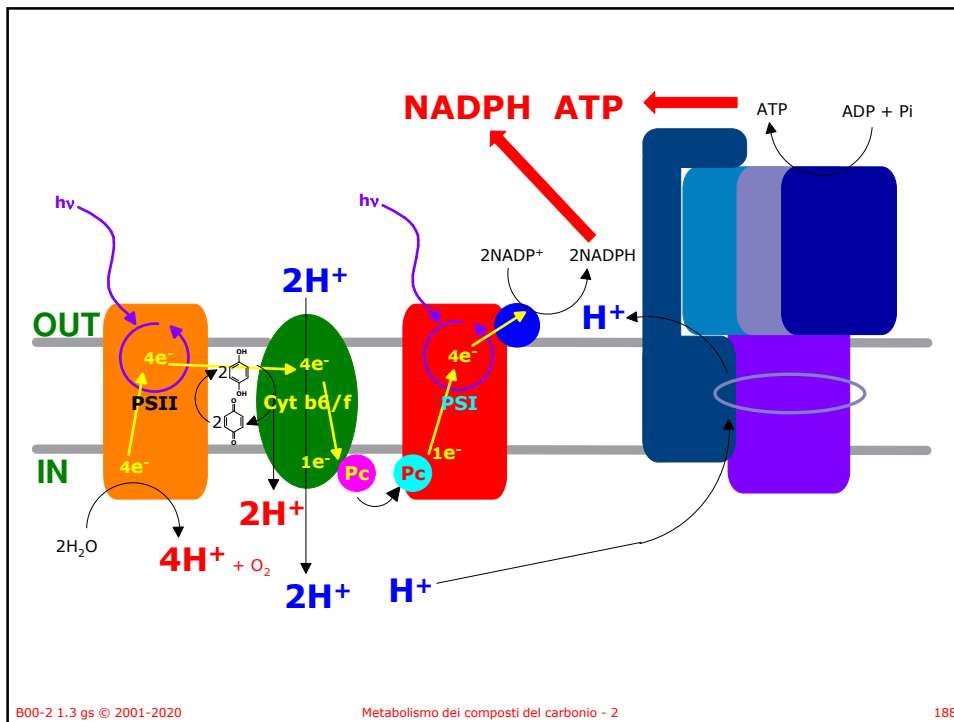 NADPH ATP
ATP
ADP + Pi
hν
hν
2NADP⁺
2NADPH
2H⁺
H⁺
OUT
4e⁻
2
OH
OH
4e⁻
4e⁻
PSII
Cyt b6/f
PSI
2
O
O
IN
4e⁻
1e⁻
Pc
Pc
1e⁻
2H⁺
2H₂O
4H⁺ + O₂
2H⁺
H⁺
B00-2 1.3 gs © 2001-2020
Metabolismo dei composti del carbonio - 2
188